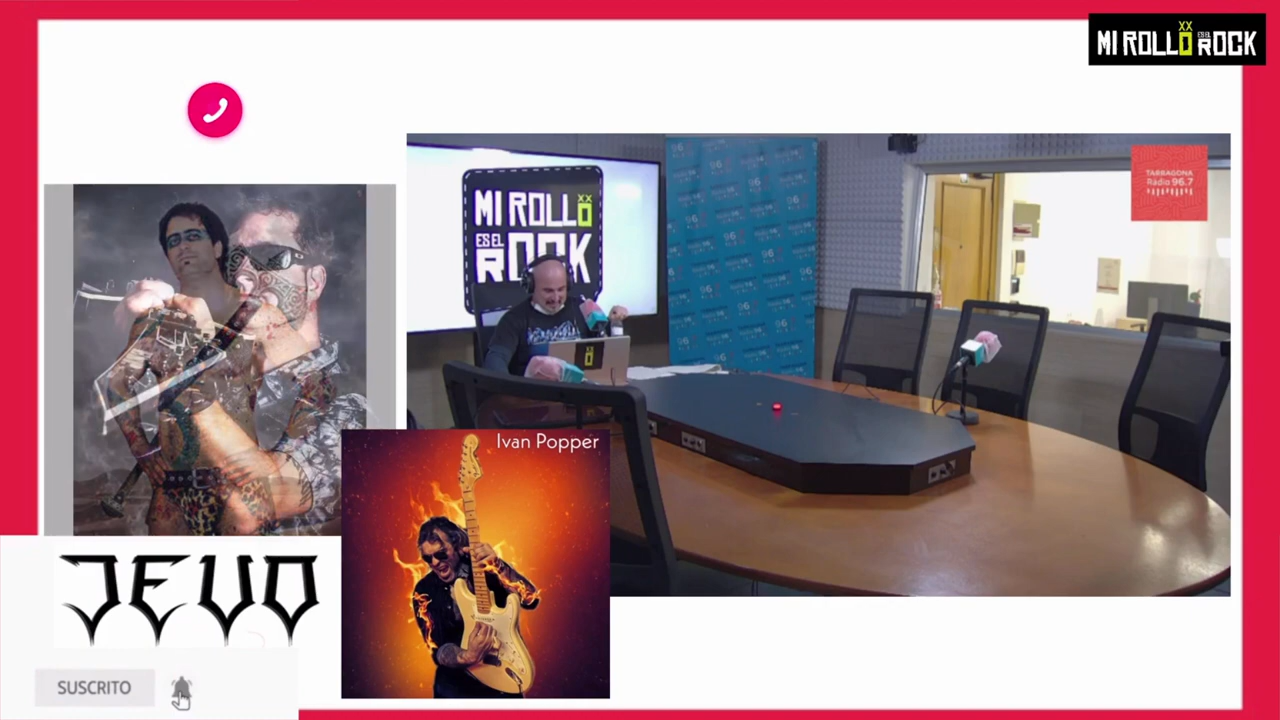 MI ROLLO ES EL ROCK
TARRAGONA
Ràdio 96.7
MI ROLLO
ES EL
ROCK
Ivan Popper
JEVO
SUSCRITO